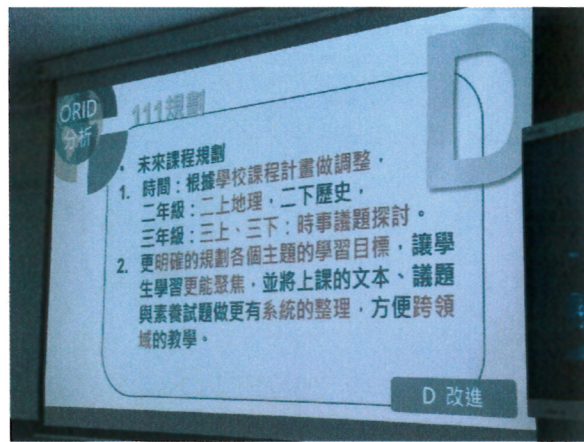 ORID
分析
111規劃
D
• 未來課程規劃
1. 時間：根據學校課程計畫做調整，
二年級：二上地理，二下歷史，
三年級：三上、三下：時事議題探討。
2. 更明確的規劃各個主題的學習目標，讓學
生學習更能聚焦，並將上課的文本、議題
與素養試題做更有系統的整理，方便跨領
域的教學。
D 改進